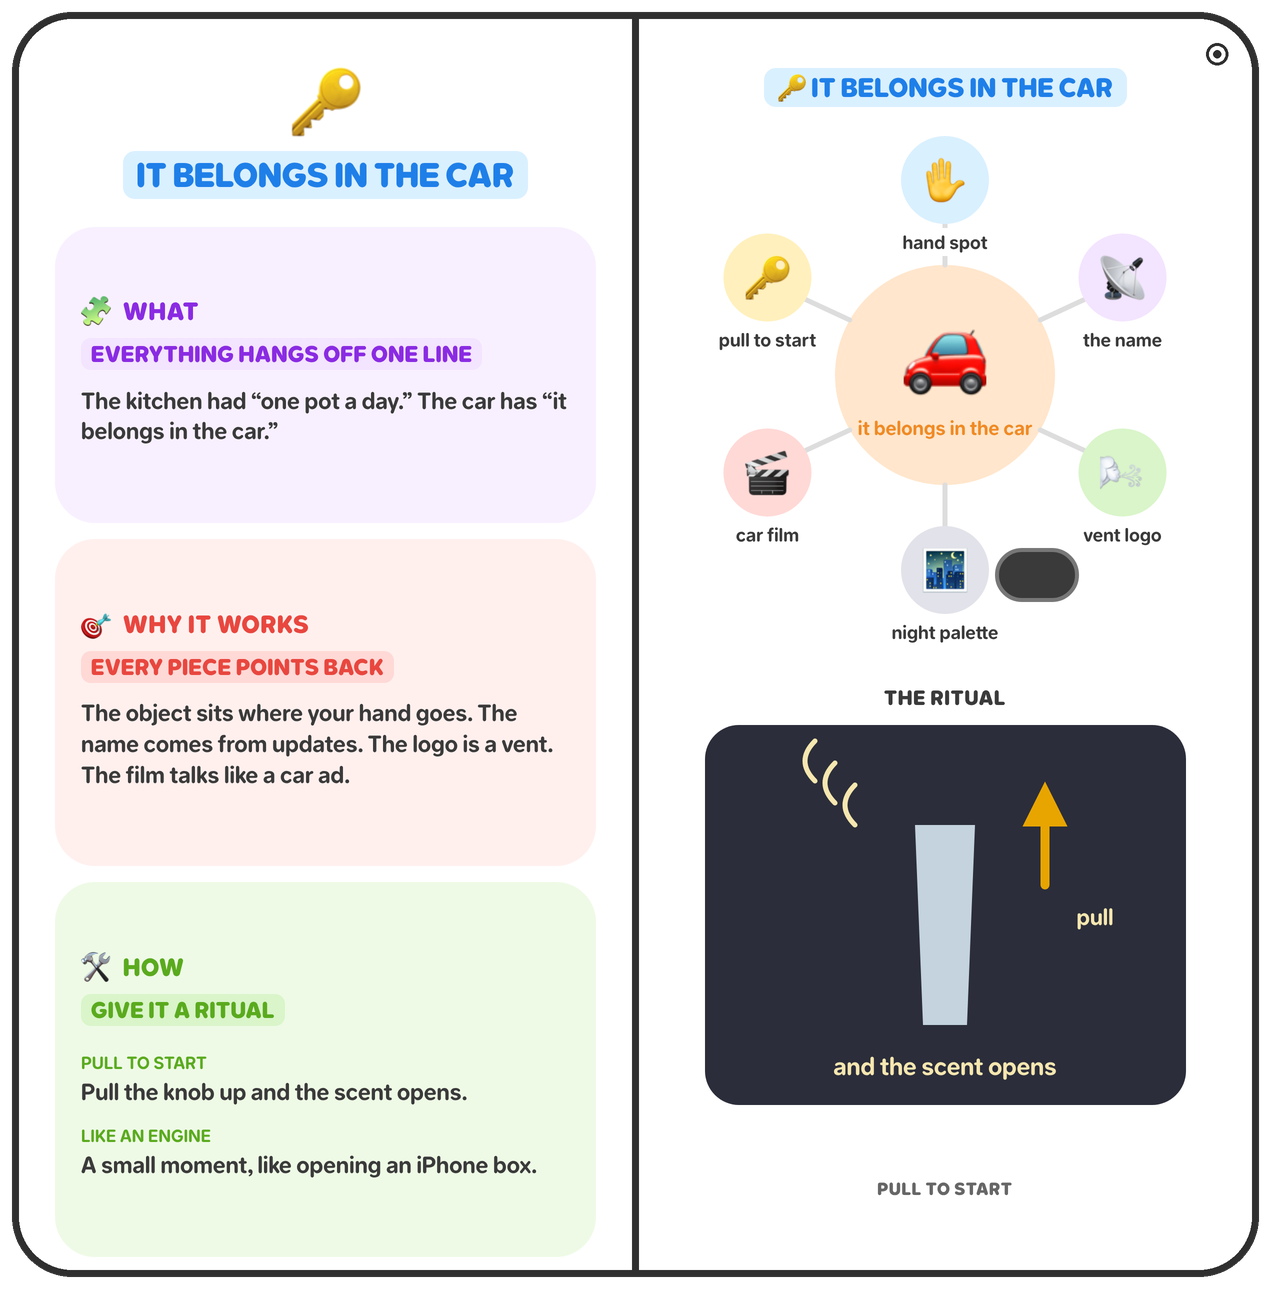 IT BELONGS IN THE CAR
WHAT
EVERYTHING HANGS OFF ONE LINE
The kitchen had “one pot a day.” The car has “it
belongs in the car.”
WHY IT WORKS
EVERY PIECE POINTS BACK
The object sits where your hand goes. The
name comes from updates. The logo is a vent.
The film talks like a car ad.
HOW
GIVE IT A RITUAL
PULL TO START
Pull the knob up and the scent opens.
LIKE AN ENGINE
A small moment, like opening an iPhone box.
IT BELONGS IN THE CAR
hand spot
pull to start
the name
it belongs in the car
car film
vent logo
night palette
THE RITUAL
pull
and the scent opens
PULL TO START